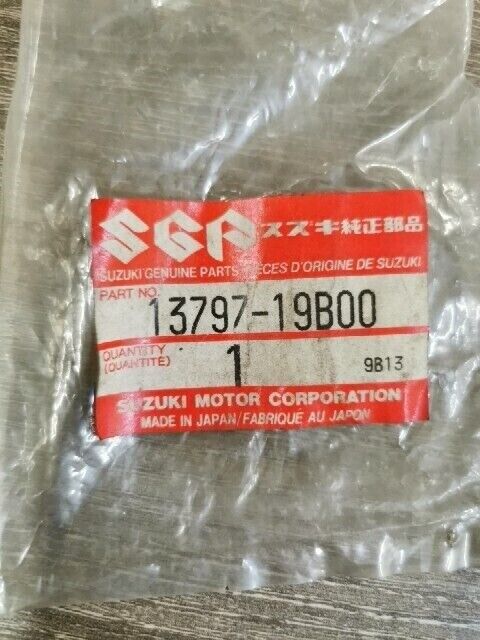 SGP スズキ純正部品
SUZUKI GENUINE PARTS PIECES D'ORIGINE DE SUZUKI
PART NO.
13797-19B00
QUANTITY
(QUANTITÉ)
1
9B13
SUZUKI MOTOR CORPORATION
MADE IN JAPAN/FABRIQUE AU JAPON